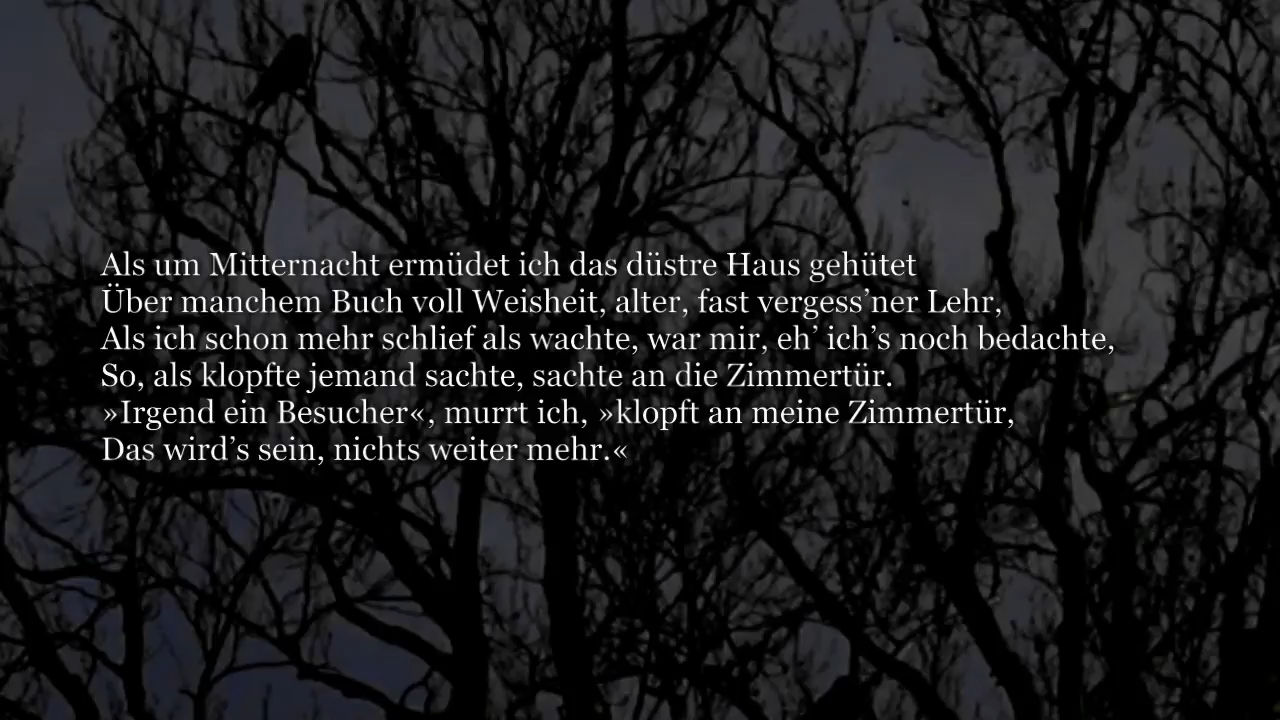 Als um Mitternacht ermüdet ich das düstre Haus gehütet
Über manchem Buch voll Weisheit, alter, fast vergess’ner Lehr,
Als ich schon mehr schlief als wachte, war mir, eh’ ich’s noch bedachte,
So, als klopfte jemand sachte, sachte an die Zimmertür.
»Irgend ein Besucher«, murrt ich, »klopft an meine Zimmertür,
Das wird’s sein, nichts weiter mehr.«